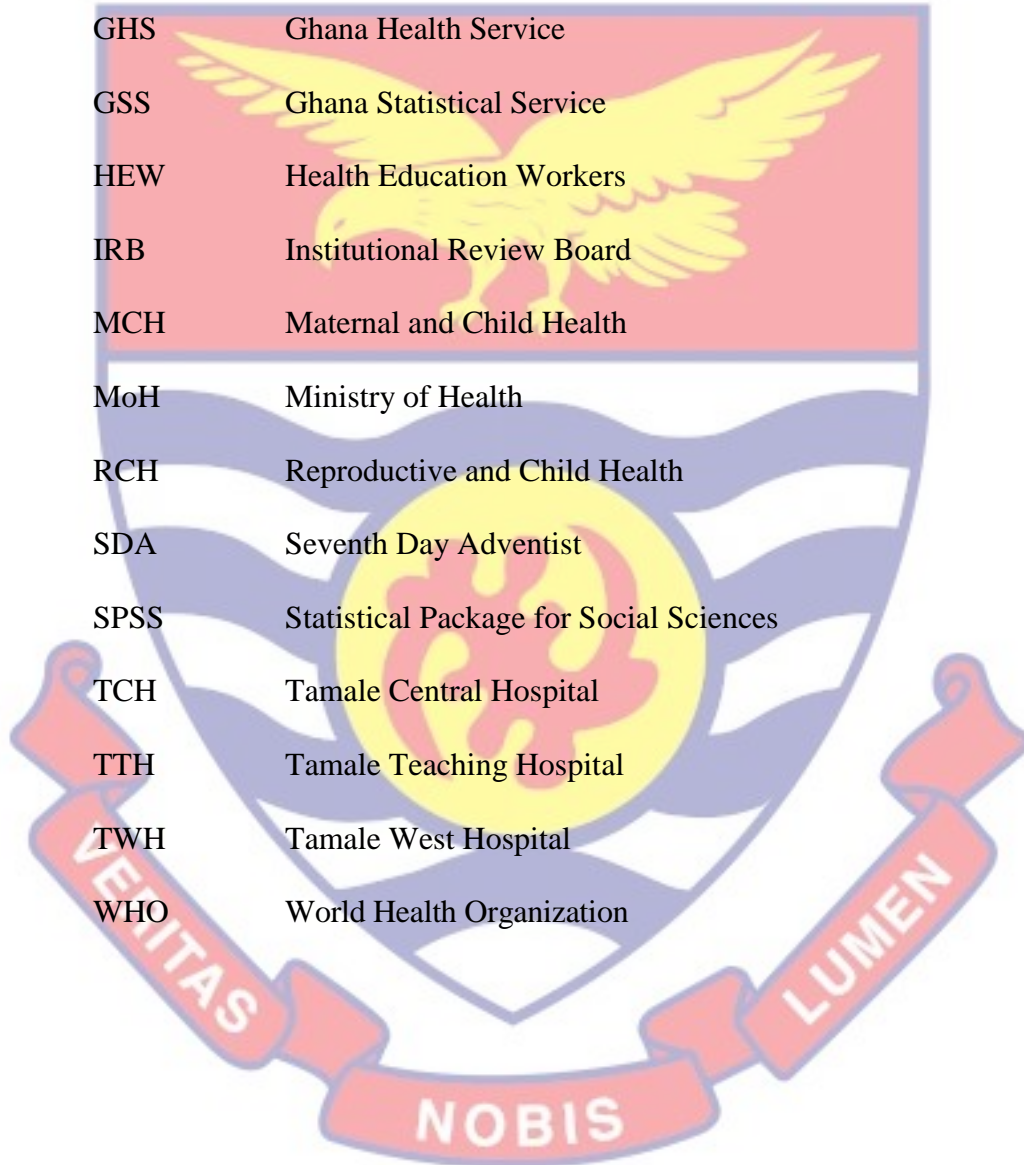 GHS Ghana Health Service
GSS Ghana Statistical Service
HEW Health Education Workers
IRB Institutional Review Board
MCH Maternal and Child Health
MoH Ministry of Health
RCH Reproductive and Child Health
SDA Seventh Day Adventist
SPSS Statistical Package for Social Sciences
TCH Tamale Central Hospital
TTH Tamale Teaching Hospital
TWH Tamale West Hospital
WHO World Health Organization
VERITAS
NOBIS
LUMEN